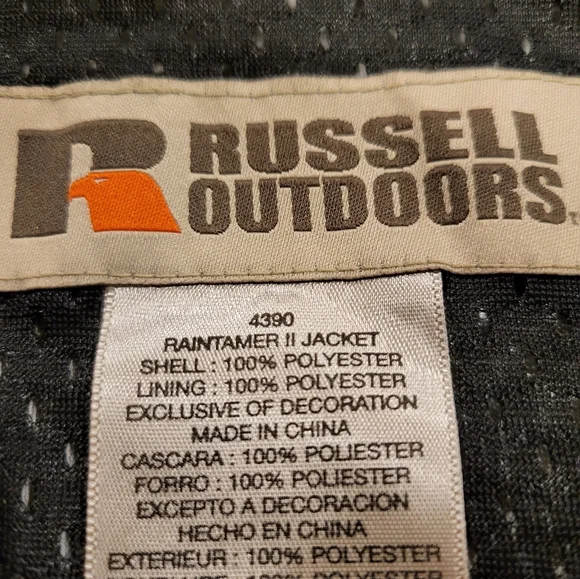 RUSSELL
OUTDOORS
4390
RAINTAMER II JACKET
SHELL : 100% POLYESTER
LINING : 100% POLYESTER
EXCLUSIVE OF DECORATION
MADE IN CHINA
CASCARA : 100% POLIESTER
FORRO : 100% POLIESTER
EXCEPTO A DECORACION
HECHO EN CHINA
EXTERIEUR : 100% POLYESTER